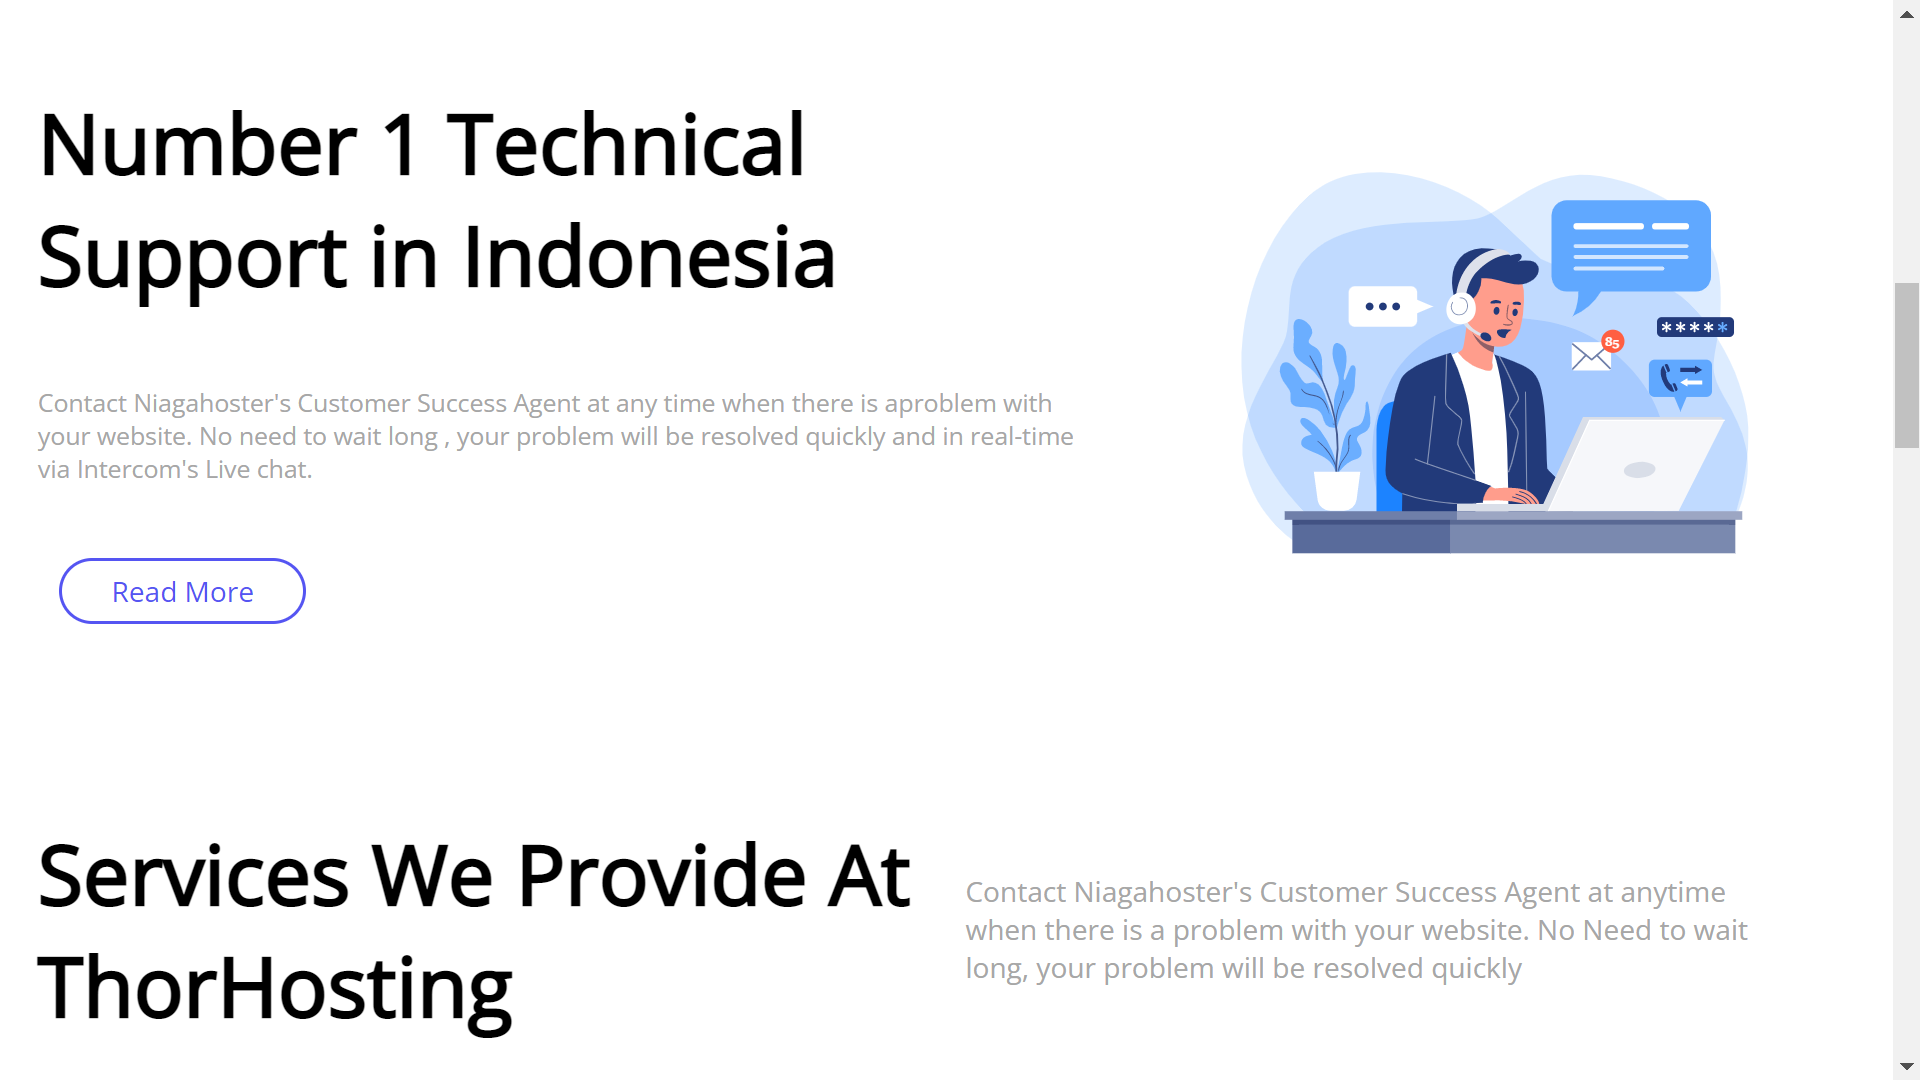 Number 1 Technical
Support in Indonesia
Contact Niagahoster's Customer Success Agent at any time when there is aproblem with
your website. No need to wait long , your problem will be resolved quickly and in real-time
via Intercom's Live chat.
Read More
*****
85
Services We Provide At
ThorHosting
Contact Niagahoster's Customer Success Agent at anytime
when there is a problem with your website. No Need to wait
long, your problem will be resolved quickly